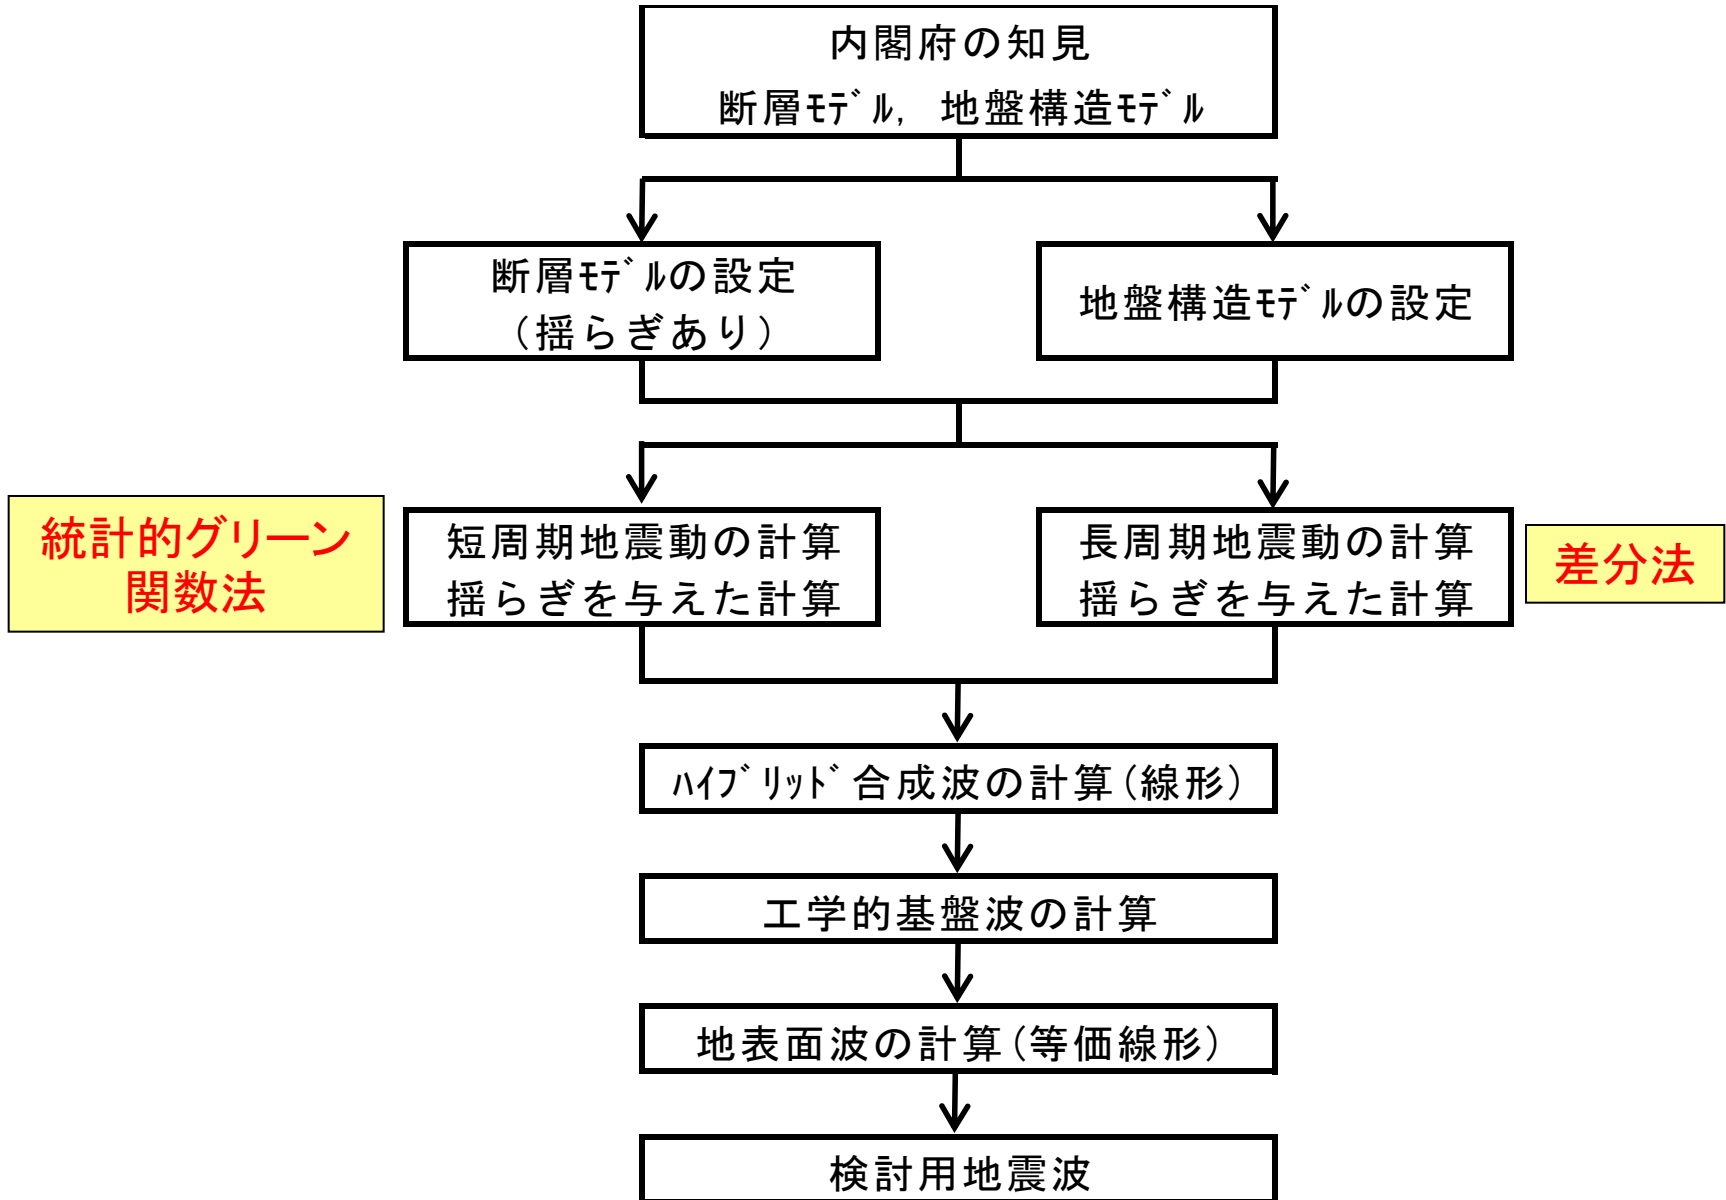 内閣府の知見
断層ﾓﾃﾞﾙ, 地盤構造ﾓﾃﾞﾙ
断層ﾓﾃﾞﾙの設定
(揺らぎあり)
地盤構造ﾓﾃﾞﾙの設定
統計的グリーン
関数法
短周期地震動の計算
揺らぎを与えた計算
長周期地震動の計算
揺らぎを与えた計算
差分法
ﾊｲﾌﾞﾘｯﾄﾞ合成波の計算(線形)
工学的基盤波の計算
地表面波の計算(等価線形)
検討用地震波